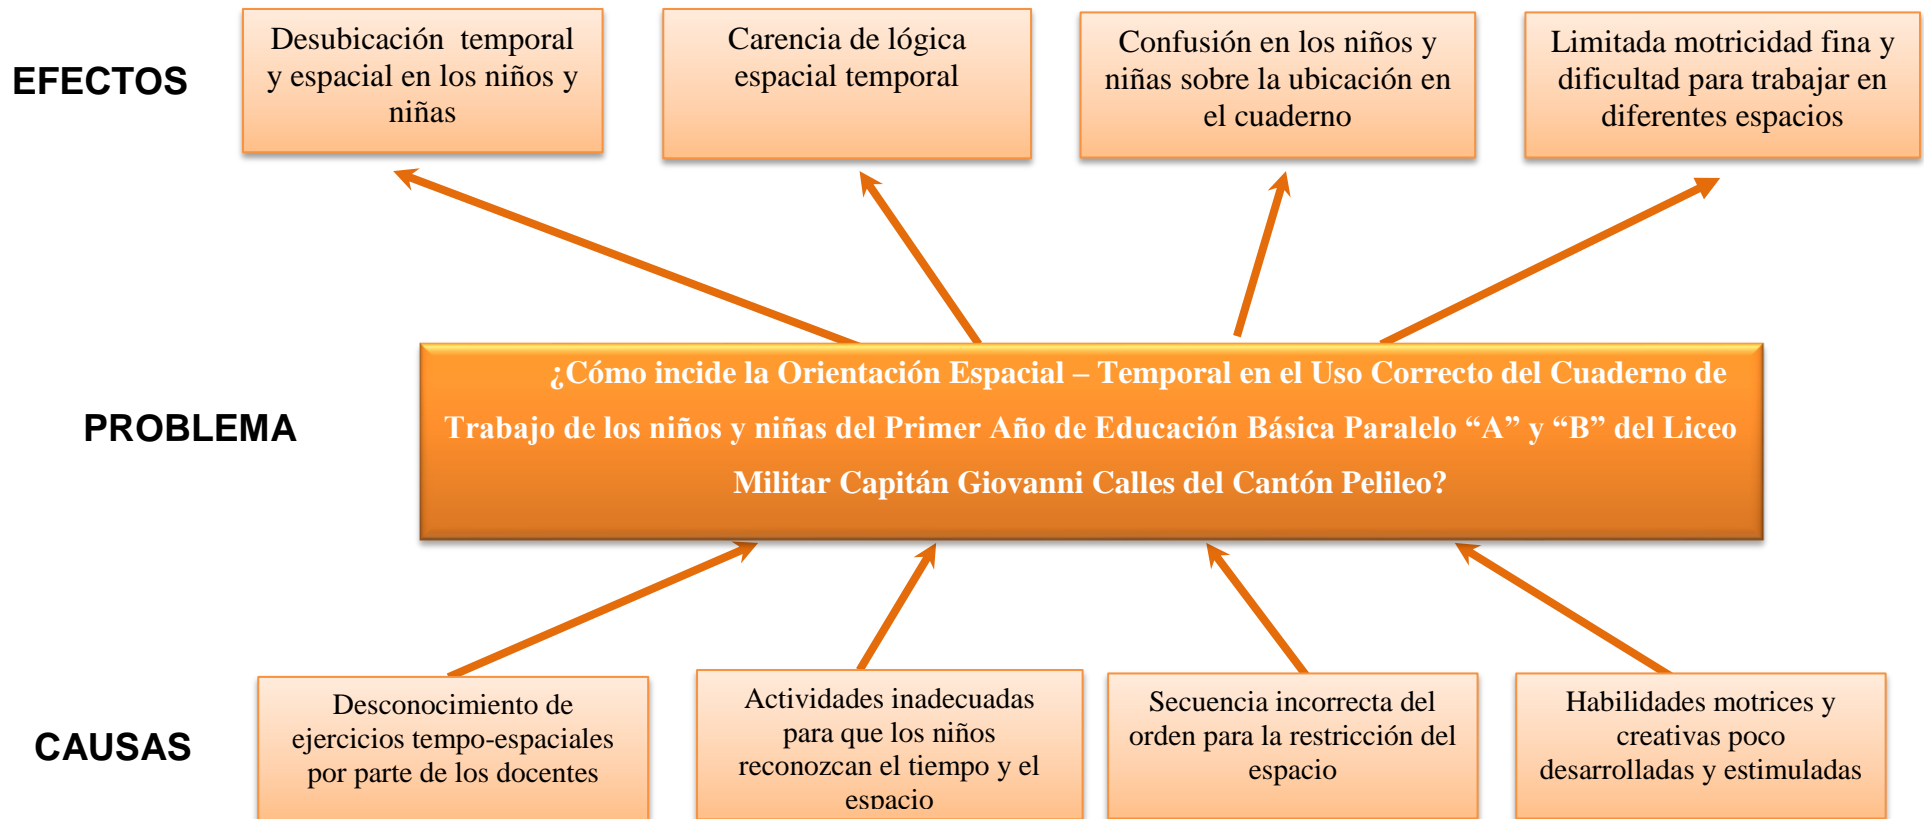 EFECTOS
Desubicación temporal
y espacial en los niños y
niñas
Carencia de lógica
espacial temporal
Confusión en los niños y
niñas sobre la ubicación en
el cuaderno
Limitada motricidad fina y
dificultad para trabajar en
diferentes espacios
PROBLEMA
¿Cómo incide la Orientación Espacial – Temporal en el Uso Correcto del Cuaderno de
Trabajo de los niños y niñas del Primer Año de Educación Básica Paralelo “A” y “B” del Liceo
Militar Capitán Giovanni Calles del Cantón Pelileo?
CAUSAS
Desconocimiento de
ejercicios tempo-espaciales
por parte de los docentes
Actividades inadecuadas
para que los niños
reconozcan el tiempo y el
espacio
Secuencia incorrecta del
orden para la restricción del
espacio
Habilidades motrices y
creativas poco
desarrolladas y estimuladas